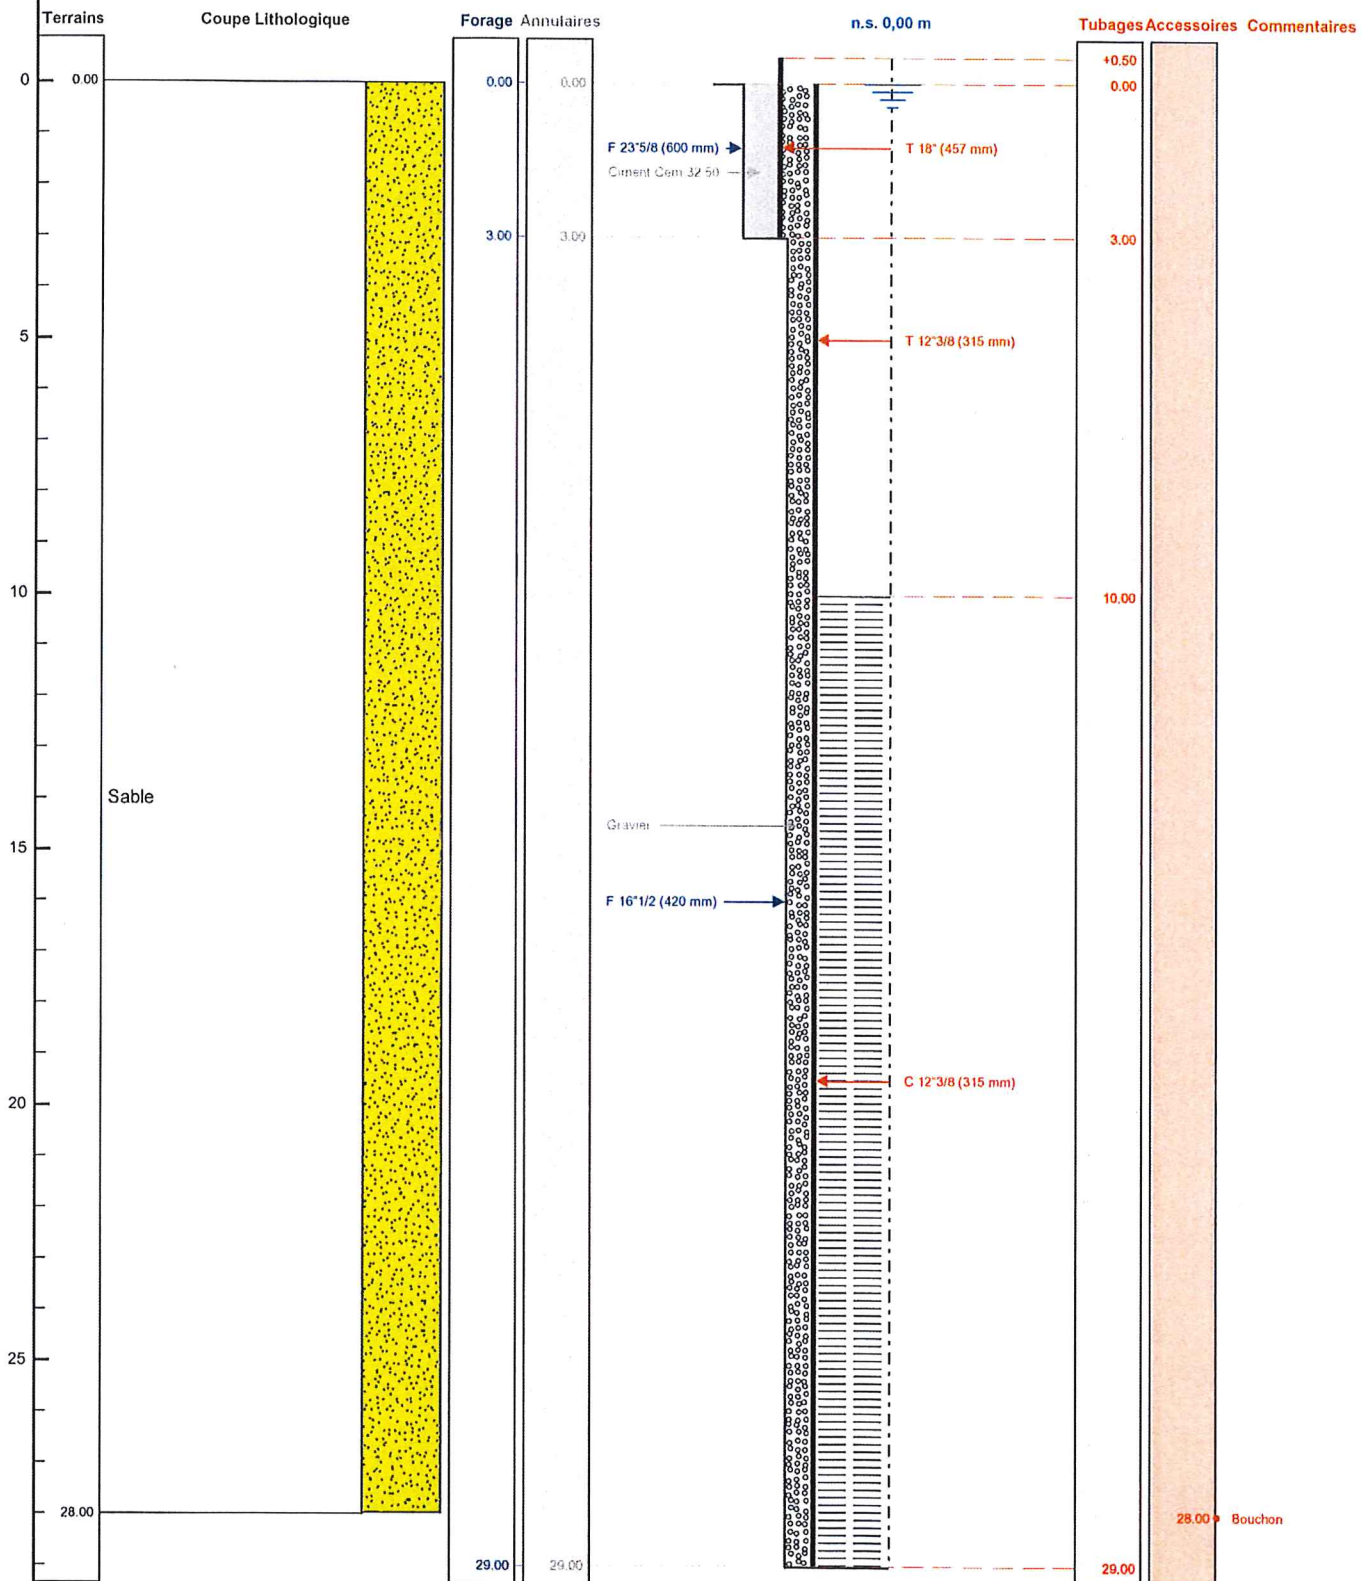 Terrains Coupe Lithologique Forage Annulaires n.s. 0,00 m Tubages Accessoires Commentaires
+0.50
0 0.00 0.00 0.00 0.00
F 23"5/8 (600 mm) T 18" (457 mm)
Ciment Cem 32 50
3.00 3.00 3.00
5 T 12"3/8 (315 mm)
10 10.00
Sable
15 Gravier
F 16"1/2 (420 mm)
20 C 12"3/8 (315 mm)
25
28.00 28.00 Bouchon
29.00 29.00 29.00